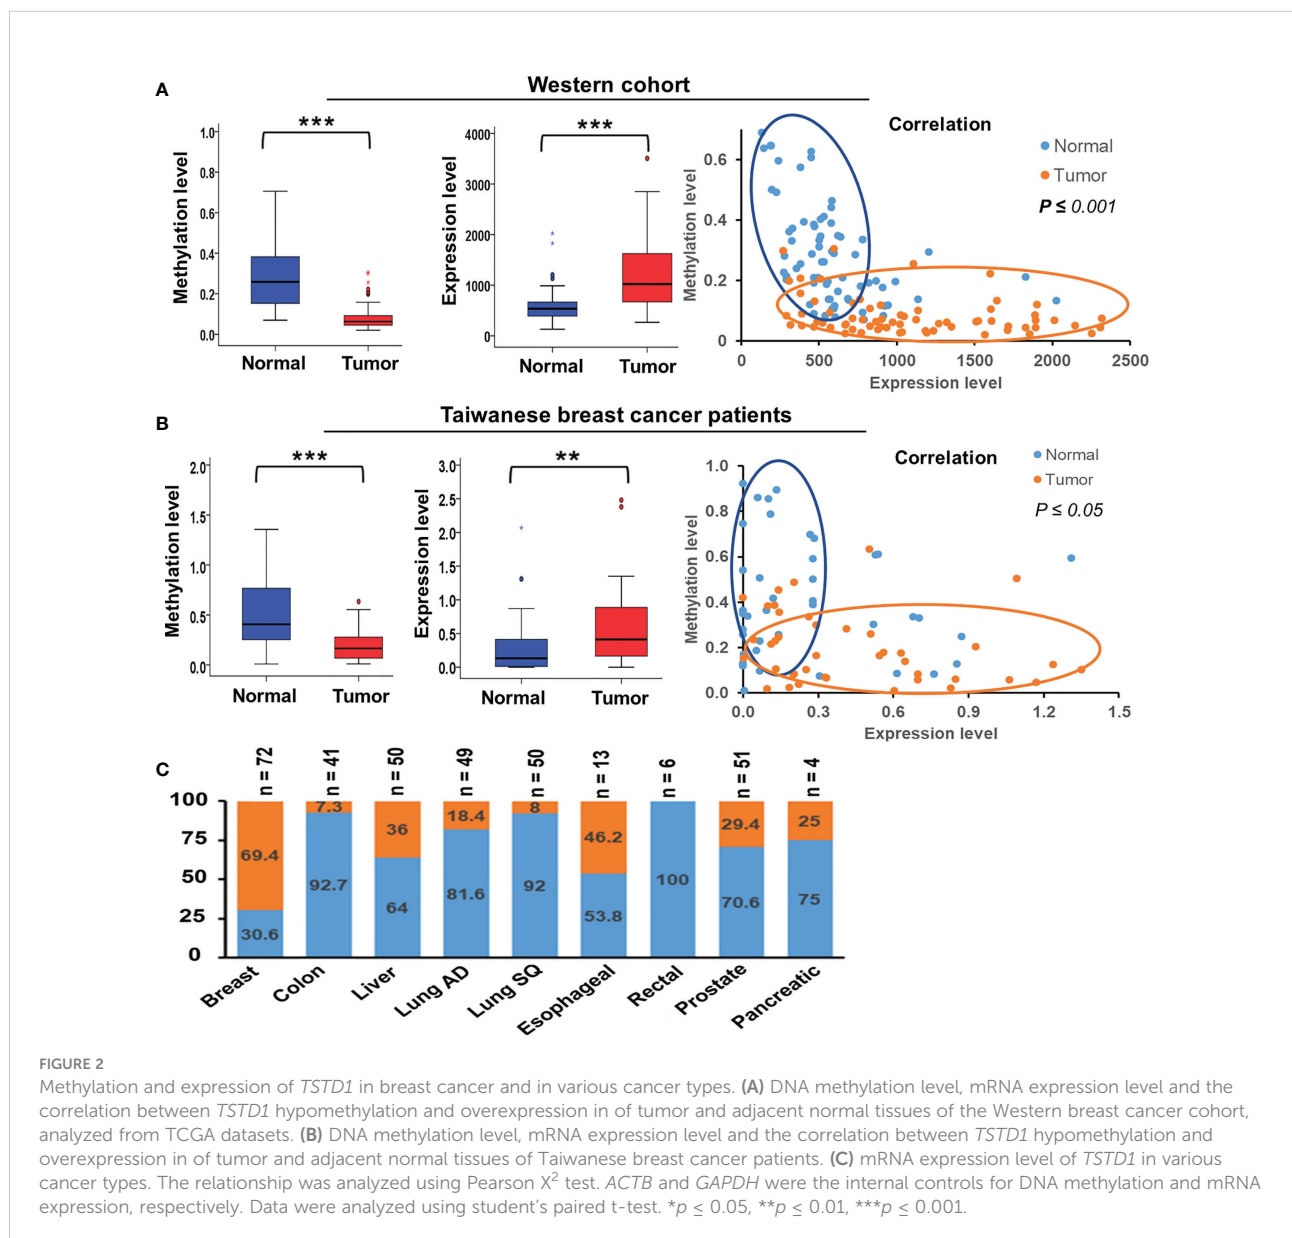 A
Western cohort
Methylation level
1.0
0.8
0.6
0.4
0.2
0.0
***
Normal
Tumor
Expression level
4000
3000
2000
1000
0
***
Normal
Tumor
Correlation
Normal
Tumor
P ≤ 0.001
Methylation level
0.6
0.4
0.2
0
0
500
1000
1500
2000
2500
Expression level
B
Taiwanese breast cancer patients
Methylation level
2.0
1.5
1.0
0.5
0.0
***
Normal
Tumor
Expression level
3.0
2.5
2.0
1.5
1.0
0.5
0.0
**
Normal
Tumor
Correlation
Normal
Tumor
P ≤ 0.05
Methylation level
1.0
0.8
0.6
0.4
0.2
0.0
0.0
0.3
0.6
0.9
1.2
1.5
Expression level
C
n = 72
n = 41
n = 50
n = 49
n = 50
n = 13
n = 6
n = 51
n = 4
100
75
50
25
0
69.4
30.6
7.3
92.7
36
64
18.4
81.6
8
92
46.2
53.8
100
29.4
70.6
25
75
Breast
Colon
Liver
Lung AD
Lung SQ
Esophageal
Rectal
Prostate
Pancreatic
FIGURE 2
Methylation and expression of TSTD1 in breast cancer and in various cancer types. (A) DNA methylation level, mRNA expression level and the
correlation between TSTD1 hypomethylation and overexpression in of tumor and adjacent normal tissues of the Western breast cancer cohort,
analyzed from TCGA datasets. (B) DNA methylation level, mRNA expression level and the correlation between TSTD1 hypomethylation and
overexpression in of tumor and adjacent normal tissues of Taiwanese breast cancer patients. (C) mRNA expression level of TSTD1 in various
cancer types. The relationship was analyzed using Pearson X² test. ACTB and GAPDH were the internal controls for DNA methylation and mRNA
expression, respectively. Data were analyzed using student’s paired t-test. *p ≤ 0.05, **p ≤ 0.01, ***p ≤ 0.001.